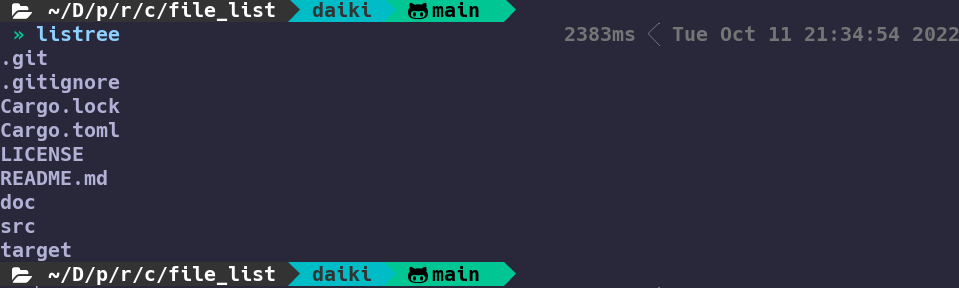 ~/D/p/r/c/file_list daiki main
» listree 2383ms Tue Oct 11 21:34:54 2022
.git
.gitignore
Cargo.lock
Cargo.toml
LICENSE
README.md
doc
src
target
~/D/p/r/c/file_list daiki main